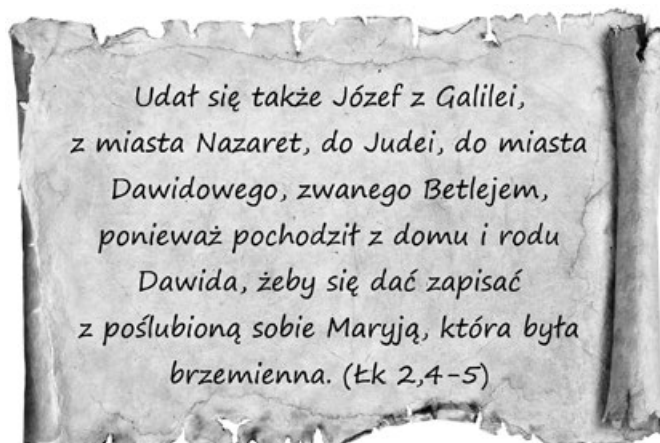 Udał się także Józef z Galilei,
z miasta Nazaret, do Judei, do miasta
Dawidowego, zwanego Betlejem,
ponieważ pochodził z domu i rodu
Dawida, żeby się dać zapisać
z poślubioną sobie Maryją, która była
brzemienna. (Łk 2,4-5)